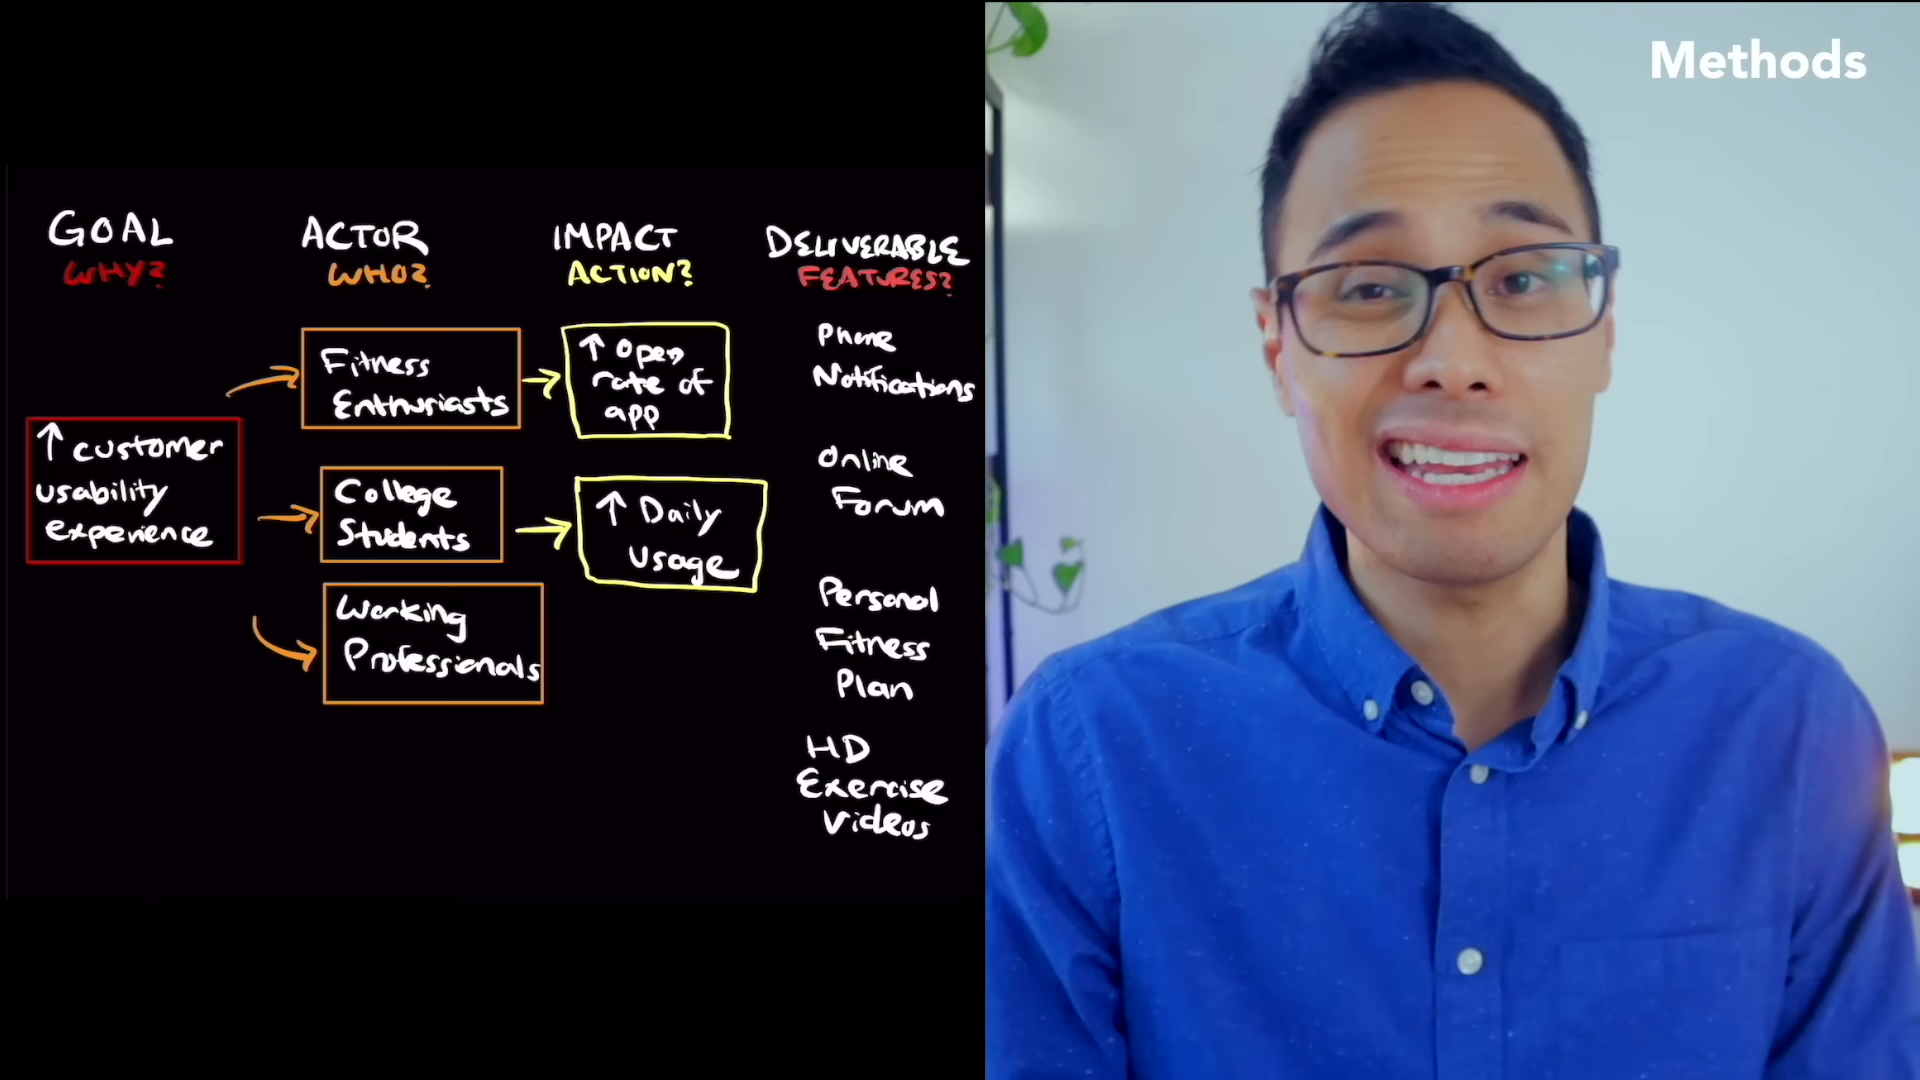 Methods
GOAL
WHY?
ACTOR
WHO?
IMPACT
ACTION?
DELIVERABLE
FEATURES?
↑ customer
usability
experience
Fitness
Enthusiasts
College
Students
Working
Professionals
↑ Open
rate of
app
↑ Daily
Usage
Phone
Notifications
Online
Forum
Personal
Fitness
Plan
HD
Exercise
Videos